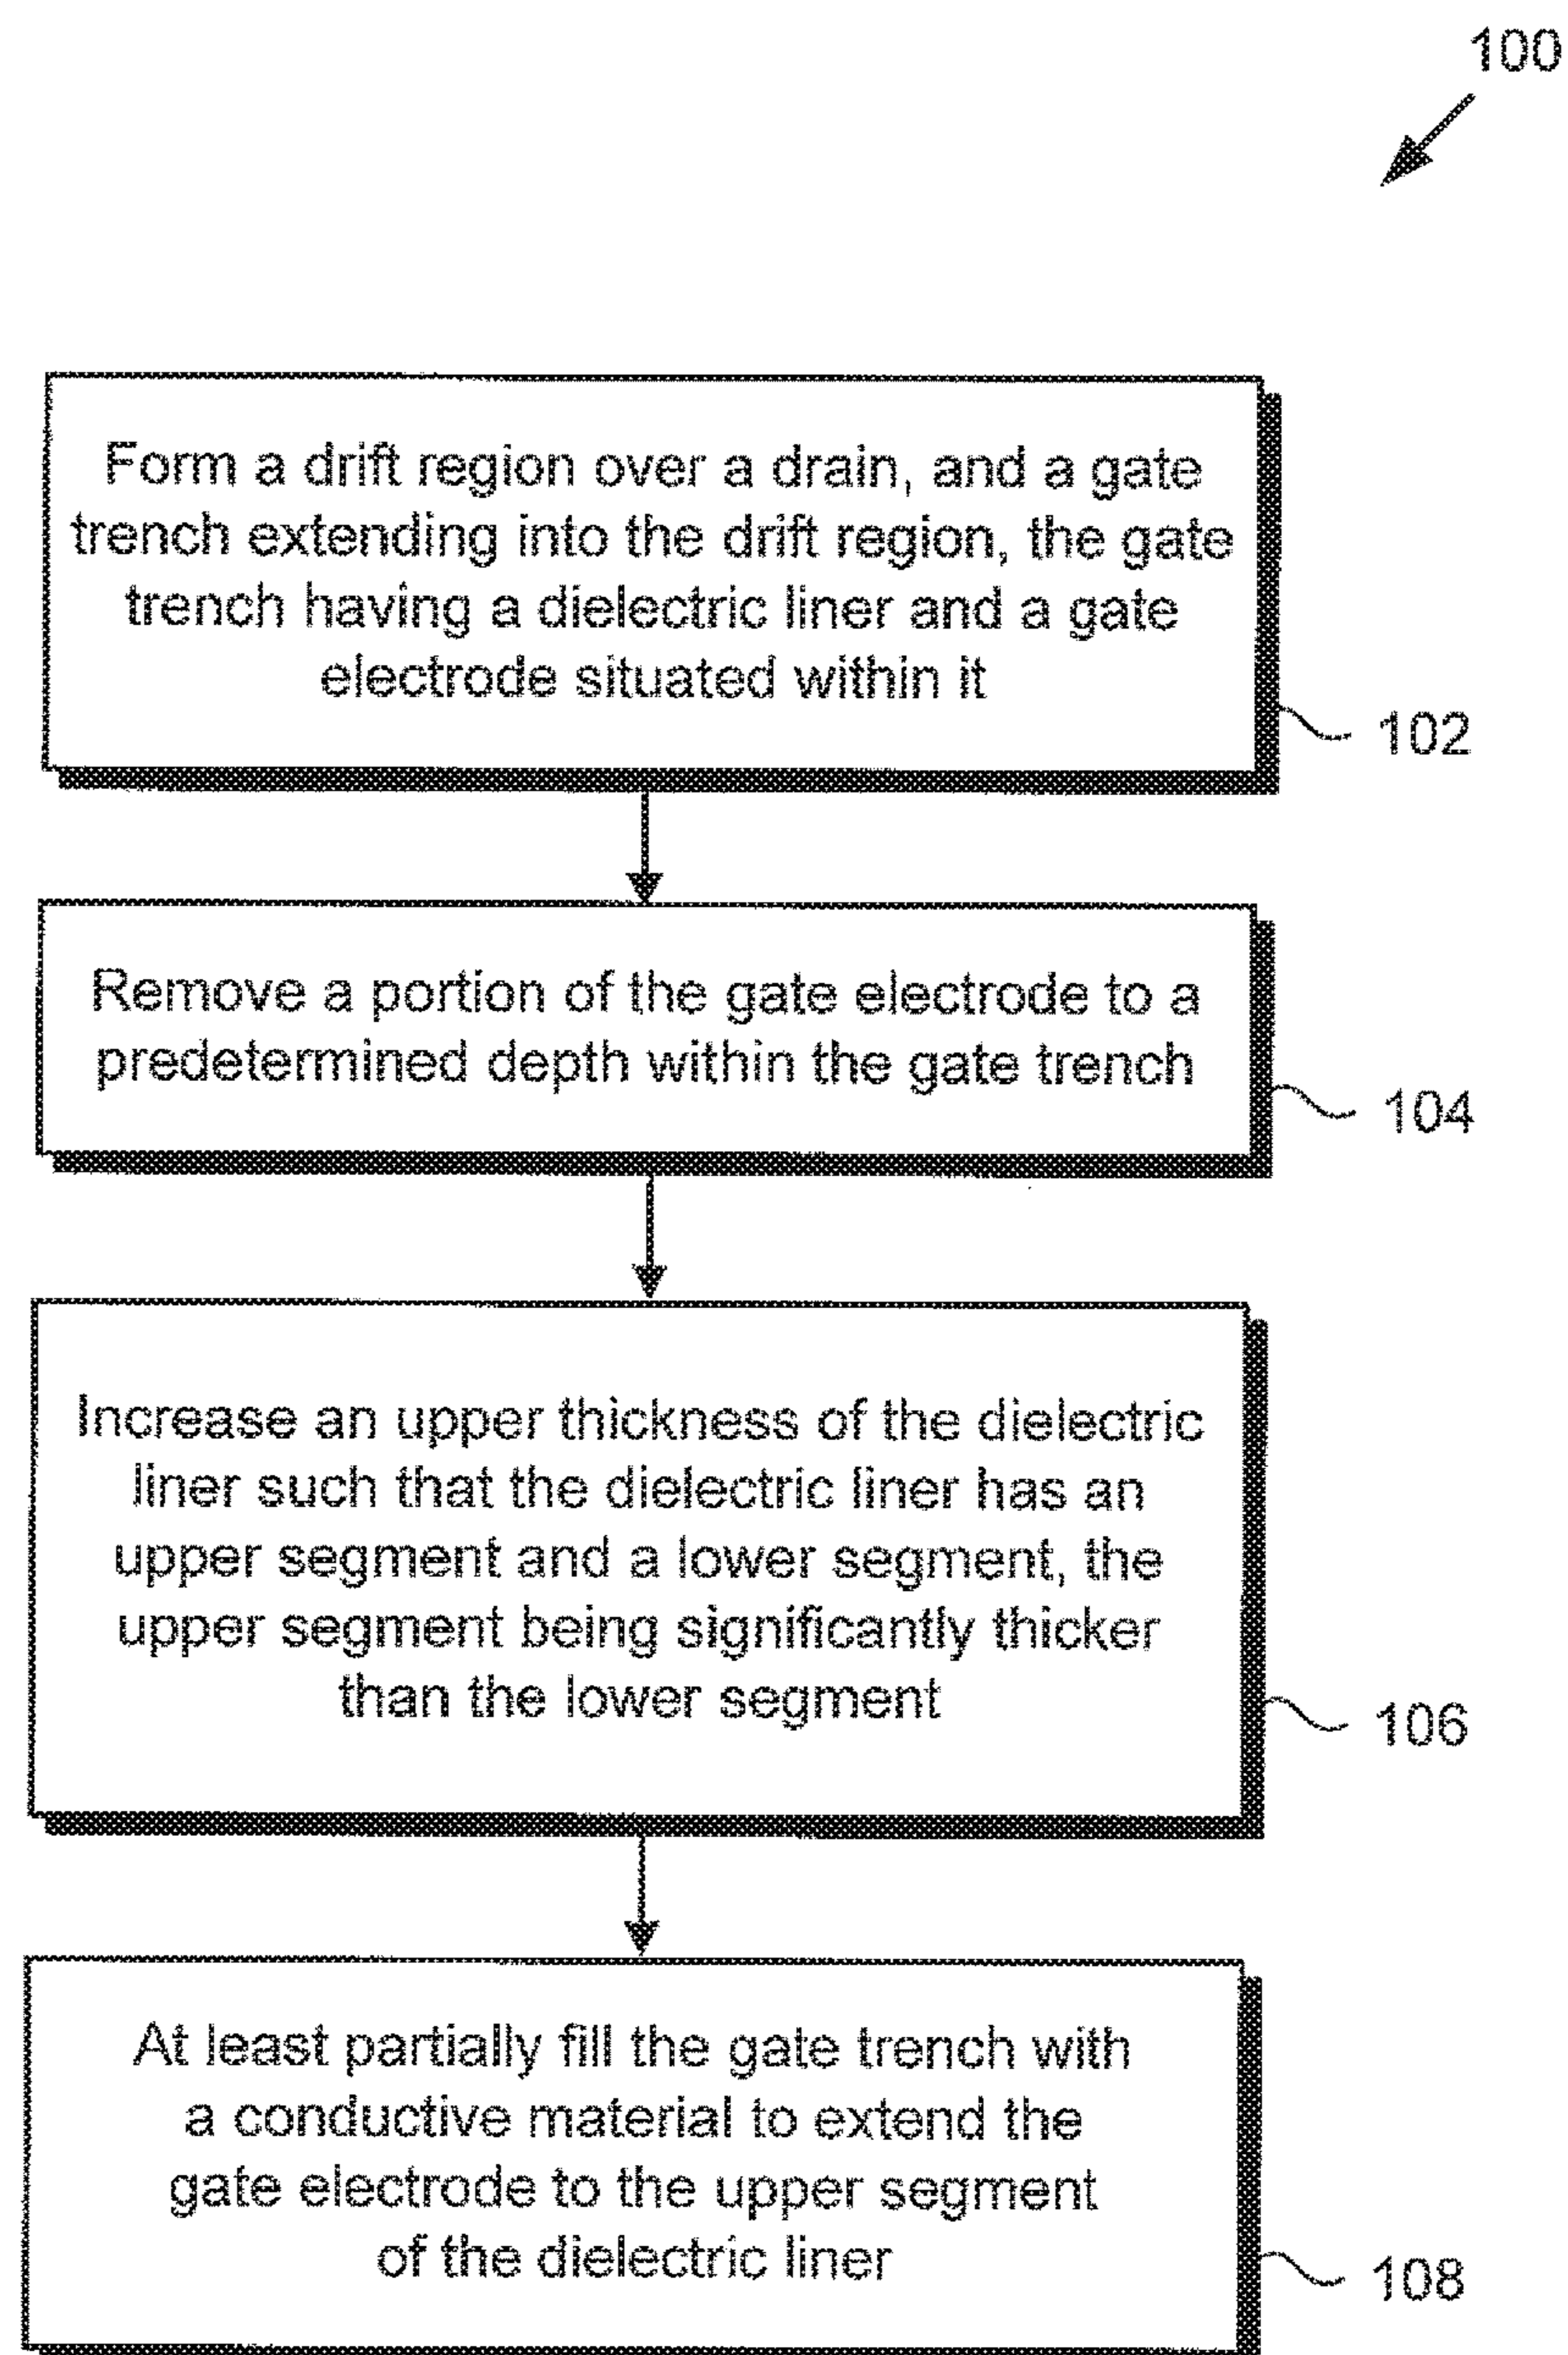 100
Form a drift region over a drain, and a gate
trench extending into the drift region, the gate
trench having a dielectric liner and a gate
electrode situated within it
102
Remove a portion of the gate electrode to a
predetermined depth within the gate trench
104
Increase an upper thickness of the dielectric
liner such that the dielectric liner has an
upper segment and a lower segment, the
upper segment being significantly thicker
than the lower segment
106
At least partially fill the gate trench with
a conductive material to extend the
gate electrode to the upper segment
of the dielectric liner
108